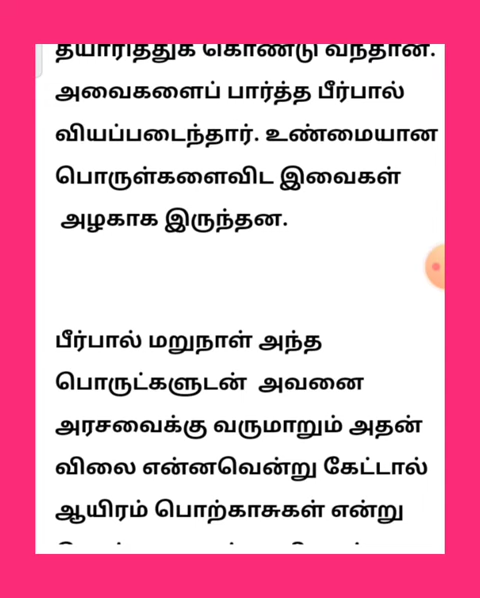 தயாரித்துக் கொண்டு வந்தான்.
அவைகளைப் பார்த்த பீர்பால்
வியப்படைந்தார். உண்மையான
பொருள்களைவிட இவைகள்
அழகாக இருந்தன.
பீர்பால் மறுநாள் அந்த
பொருட்களுடன் அவனை
அரசவைக்கு வருமாறும் அதன்
விலை என்னவென்று கேட்டால்
ஆயிரம் பொற்காசுகள் என்று